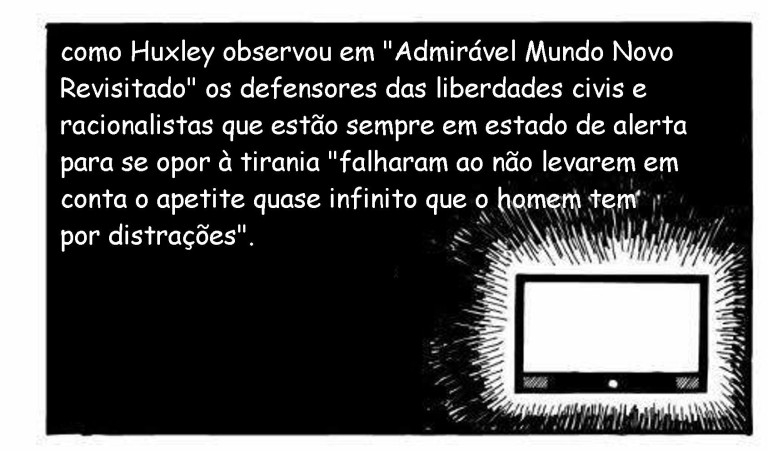 como Huxley observou em "Admirável Mundo Novo
Revisitado" os defensores das liberdades civis e
racionalistas que estão sempre em estado de alerta
para se opor à tirania "falharam ao não levarem em
conta o apetite quase infinito que o homem tem
por distrações".